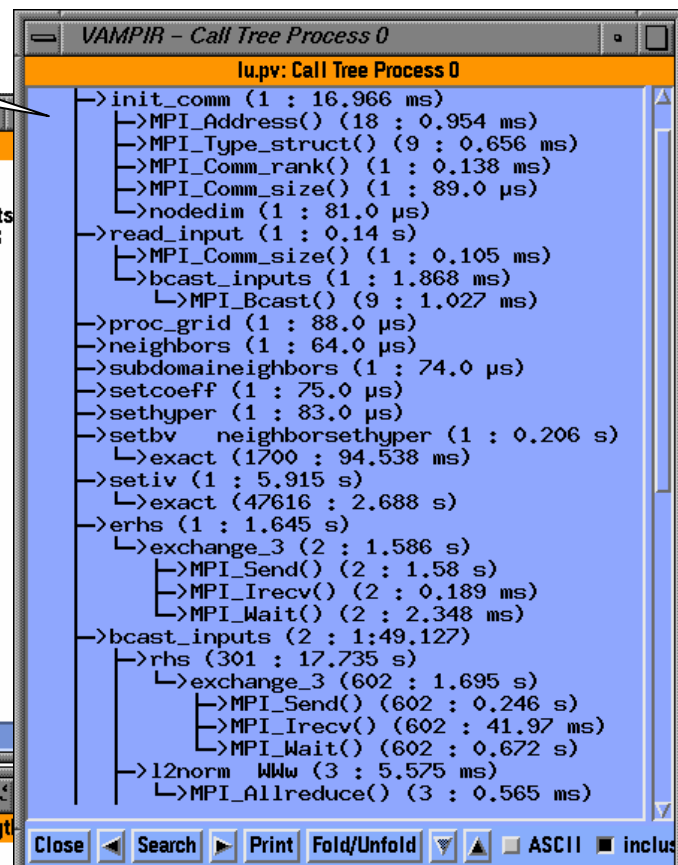 VAMPIR – Call Tree Process 0
lu.pv: Call Tree Process 0
init_comm (1 : 16.966 ms)
MPI_Address() (18 : 0.954 ms)
MPI_Type_struct() (9 : 0.656 ms)
MPI_Comm_rank() (1 : 0.138 ms)
MPI_Comm_size() (1 : 89.0 µs)
nodedim (1 : 81.0 µs)
read_input (1 : 0.14 s)
MPI_Comm_size() (1 : 0.105 ms)
bcast_inputs (1 : 1.868 ms)
MPI_Bcast() (9 : 1.027 ms)
proc_grid (1 : 88.0 µs)
neighbors (1 : 64.0 µs)
subdomaineighbors (1 : 74.0 µs)
setcoeff (1 : 75.0 µs)
sethyper (1 : 83.0 µs)
setbv   neighborsethyper (1 : 0.206 s)
exact (1700 : 94.538 ms)
setiv (1 : 5.915 s)
exact (47616 : 2.688 s)
erhs (1 : 1.645 s)
exchange_3 (2 : 1.586 s)
MPI_Send() (2 : 1.58 s)
MPI_Irecv() (2 : 0.189 ms)
MPI_Wait() (2 : 2.348 ms)
bcast_inputs (2 : 1:49.127)
rhs (301 : 17.735 s)
exchange_3 (602 : 1.695 s)
MPI_Send() (602 : 0.246 s)
MPI_Irecv() (602 : 41.97 ms)
MPI_Wait() (602 : 0.672 s)
l2norm  WWw (3 : 5.575 ms)
MPI_Allreduce() (3 : 0.565 ms)
Close Search Print Fold/Unfold ASCII inclus